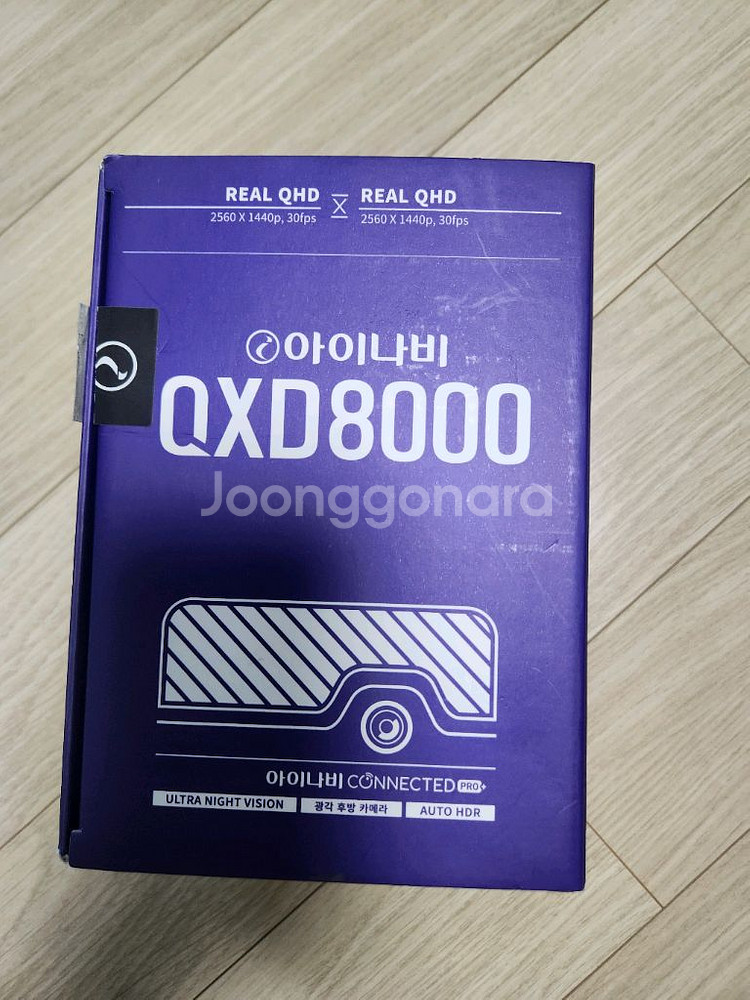 REAL QHD X REAL QHD
2560 X 1440p, 30fps 2560 X 1440p, 30fps
아이나비
QXD8000
Joonggonara
아이나비 CONNECTED PRO+
ULTRA NIGHT VISION 광각 후방 카메라 AUTO HDR